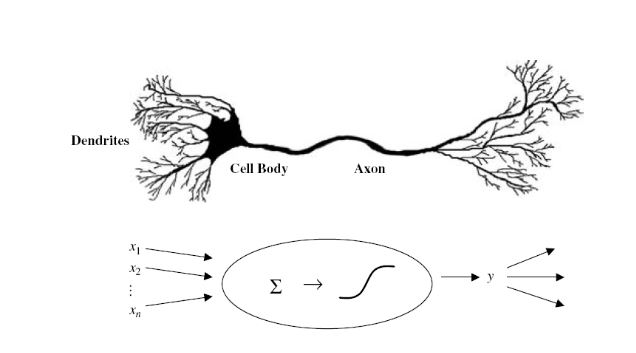 Dendrites
Cell Body
Axon
x1
x2
⋮
xn
Σ →
y